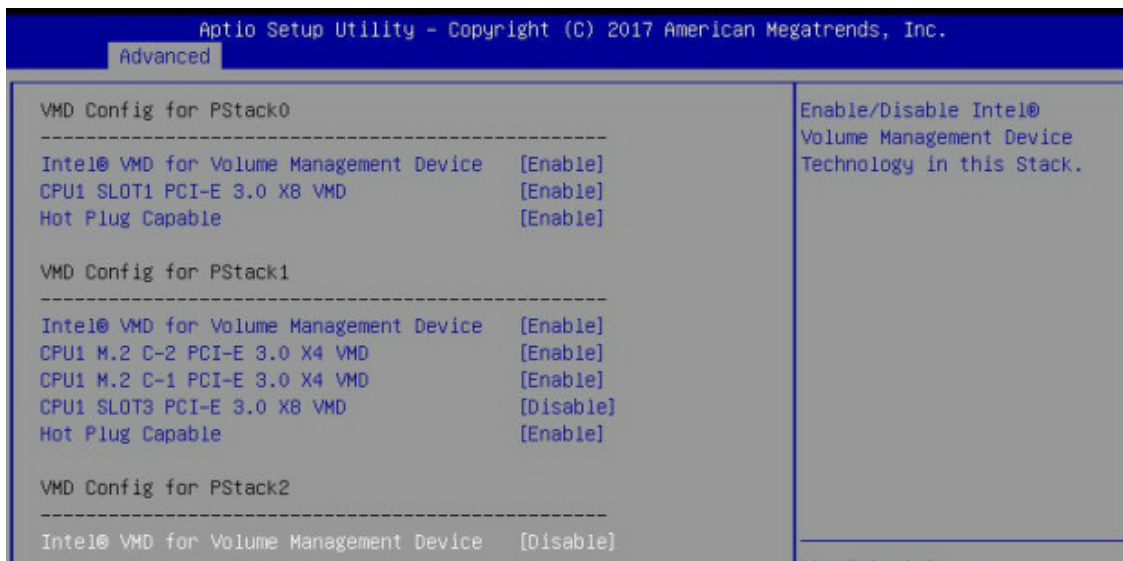 Aptio Setup Utility – Copyright (C) 2017 American Megatrends, Inc.
Advanced
VMD Config for PStack0
--------------------------------------------------
Intel® VMD for Volume Management Device [Enable]
CPU1 SLOT1 PCI-E 3.0 X8 VMD [Enable]
Hot Plug Capable [Enable]
VMD Config for PStack1
--------------------------------------------------
Intel® VMD for Volume Management Device [Enable]
CPU1 M.2 C-2 PCI-E 3.0 X4 VMD [Enable]
CPU1 M.2 C-1 PCI-E 3.0 X4 VMD [Enable]
CPU1 SLOT3 PCI-E 3.0 X8 VMD [Disable]
Hot Plug Capable [Enable]
VMD Config for PStack2
--------------------------------------------------
Intel® VMD for Volume Management Device [Disable]
Enable/Disable Intel®
Volume Management Device
Technology in this Stack.